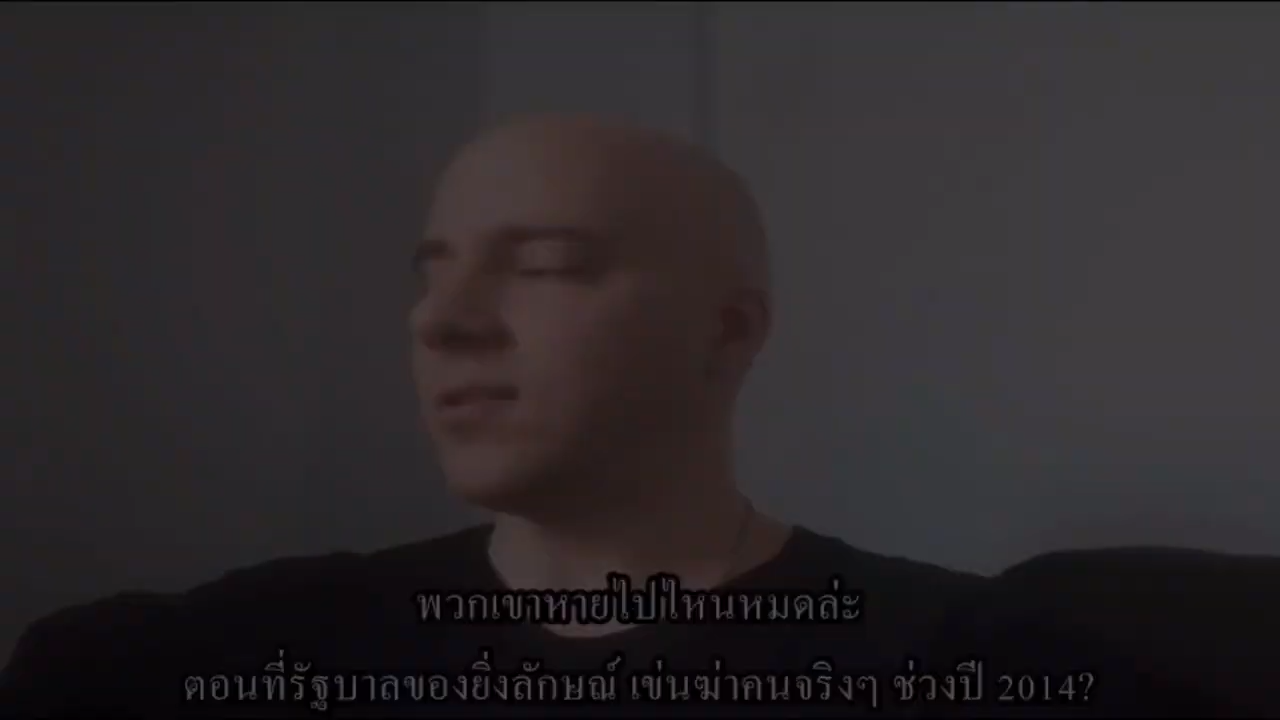 พวกเขาหายไปไหนหมดล่ะ
ตอนที่รัฐบาลของยิ่งลักษณ์ เข่นฆ่าคนจริงๆ ช่วงปี 2014?